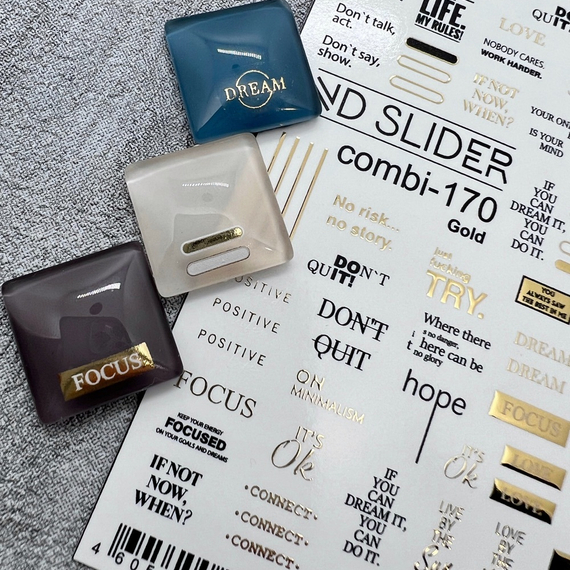 DREAM
FOCUS
Don't talk,
act.
Don't say,
show.
LIFE.
MY RULES!
LOVE
NOBODY CARES.
WORK HARDER.
IF NOT
NOW,
WHEN?
YOUR
IS YOUR
MIND
ND SLIDER
combi-170
Gold
No risk...
no story.
IF
YOU
CAN
DREAM IT,
YOU
CAN
DO IT.
QUIT!
DON'T
just
fucking
TRY.
YOU
ALWAYS SAW
THE BEST IN ME
POSITIVE
POSITIVE
POSITIVE
DON'T
QUIT
Where there
is no danger,
there can be
no glory
DREAM
DREAM
hope
FOCUS
FOCUS
ON
MINIMALISM
KEEP YOUR ENERGY
FOCUSED
ON YOUR GOALS AND DREAMS
IT'S
Ok
IT'S
Ok
LOVE
LOVE
IF NOT
NOW,
WHEN?
•CONNECT•
•CONNECT•
•CONNECT•
IF
YOU
CAN
DREAM IT,
YOU
CAN
DO IT.
LIVE
BY
THE
LOVE
BY
THE
4 605